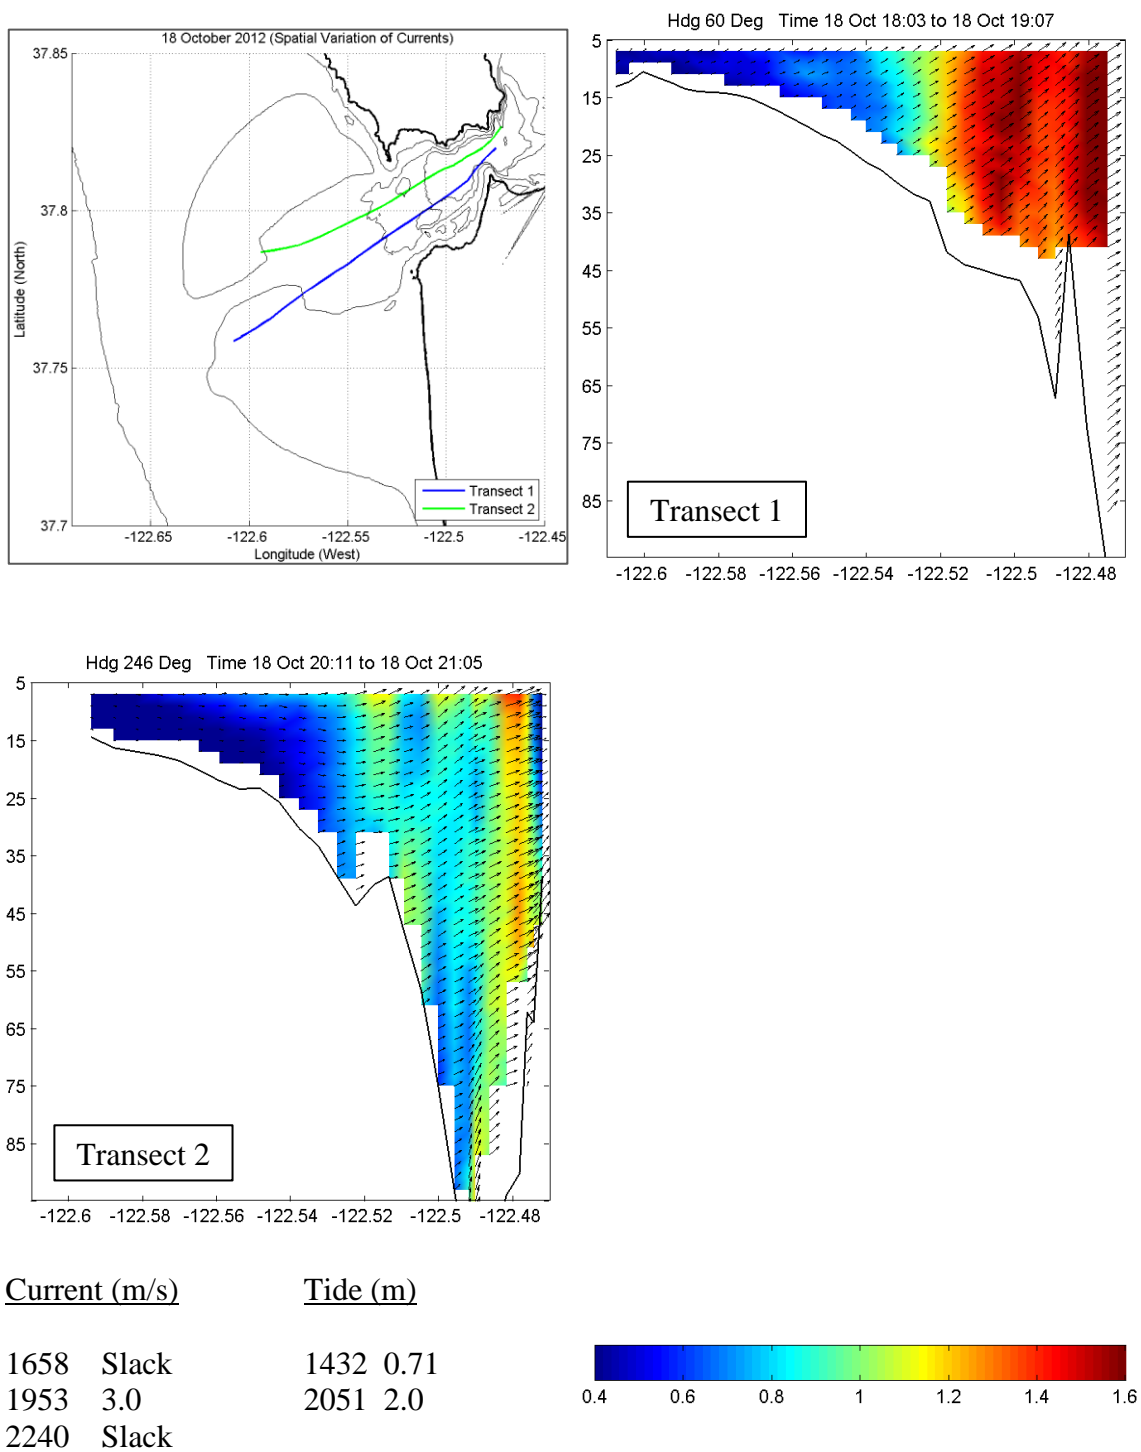 18 October 2012 (Spatial Variation of Currents)
37.85
37.8
37.75
37.7
Latitude (North)
-122.65 -122.6 -122.55 -122.5 -122.45
Longitude (West)
Transect 1
Transect 2
Hdg 60 Deg Time 18 Oct 18:03 to 18 Oct 19:07
5
15
25
35
45
55
65
75
85
Transect 1
-122.6 -122.58 -122.56 -122.54 -122.52 -122.5 -122.48
Hdg 246 Deg Time 18 Oct 20:11 to 18 Oct 21:05
5
15
25
35
45
55
65
75
85
Transect 2
-122.6 -122.58 -122.56 -122.54 -122.52 -122.5 -122.48
Current (m/s) Tide (m)
1658 Slack 1432 0.71
1953 3.0 2051 2.0
2240 Slack
0.4 0.6 0.8 1 1.2 1.4 1.6